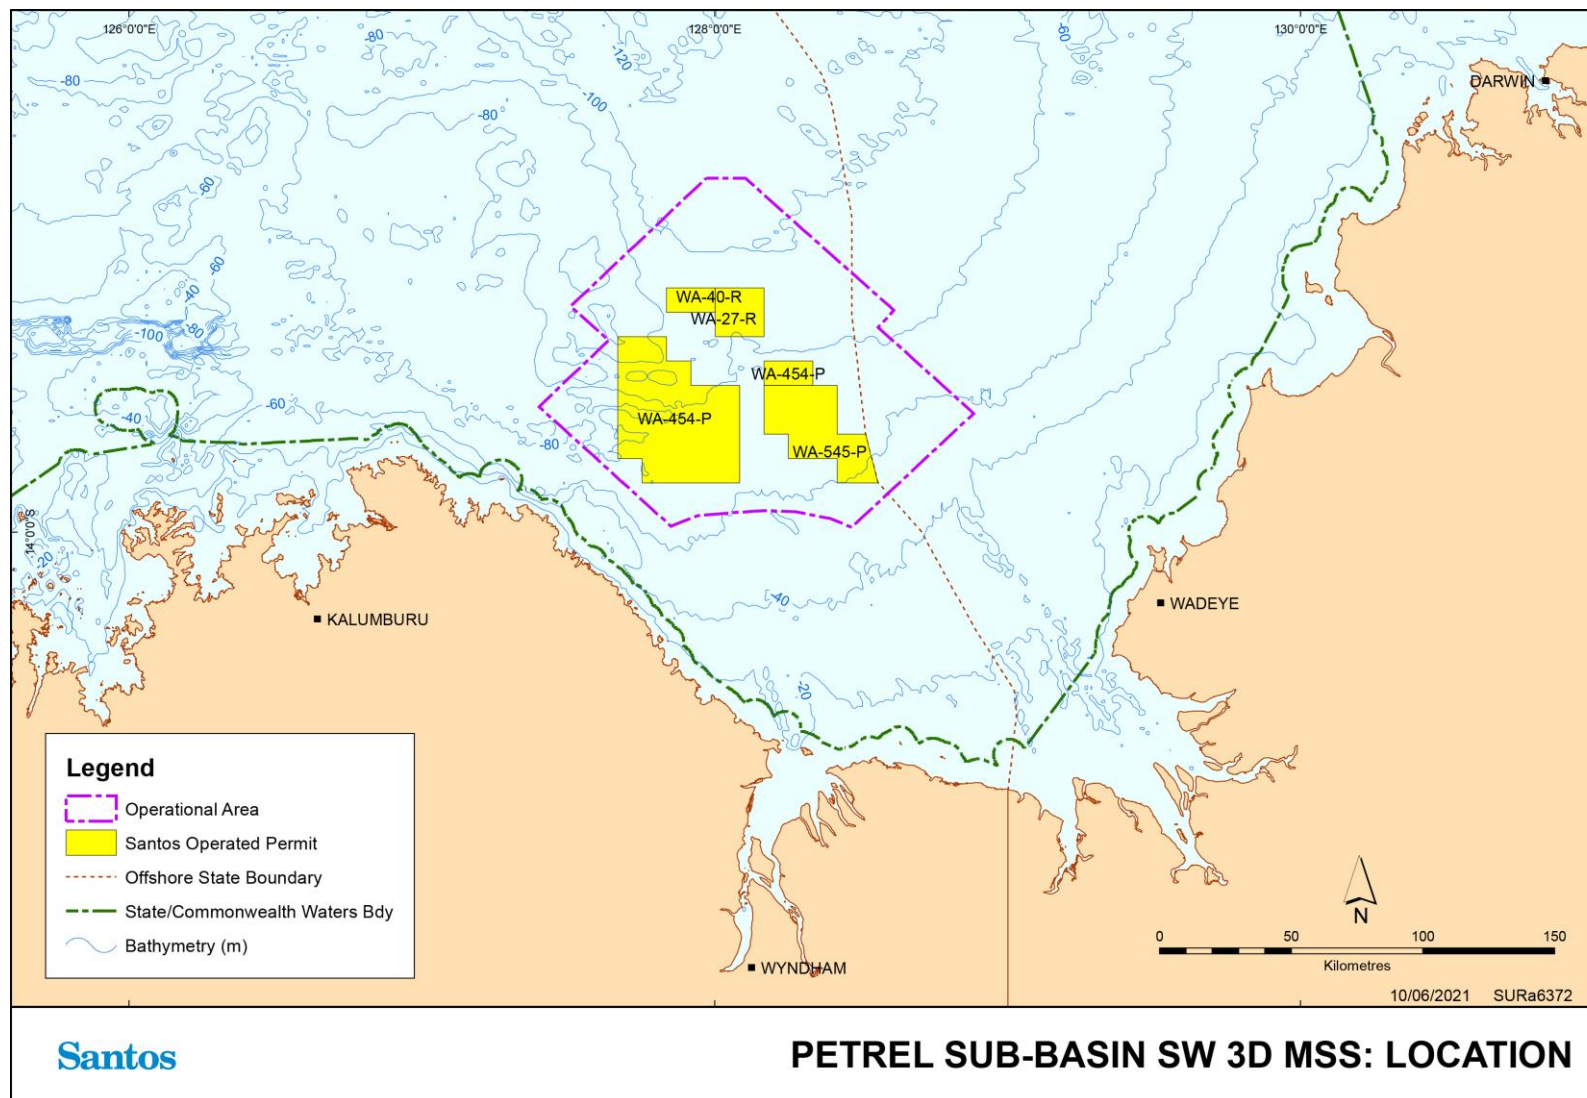 126°0'0"E
128°0'0"E
130°0'0"E
-80
-120
-60
-80
-100
-80
DARWIN
-60
-60
-40
-80
-100
WA-40-R
WA-27-R
WA-454-P
-60
-40
WA-454-P
-80
WA-545-P
14°0'0"S
-20
-40
KALUMBURU
WADEYE
-20
Legend
Operational Area
Santos Operated Permit
Offshore State Boundary
State/Commonwealth Waters Bdy
Bathymetry (m)
WYNDHAM
N
0 50 100 150
Kilometres
10/06/2021 SURa6372
Santos
PETREL SUB-BASIN SW 3D MSS: LOCATION